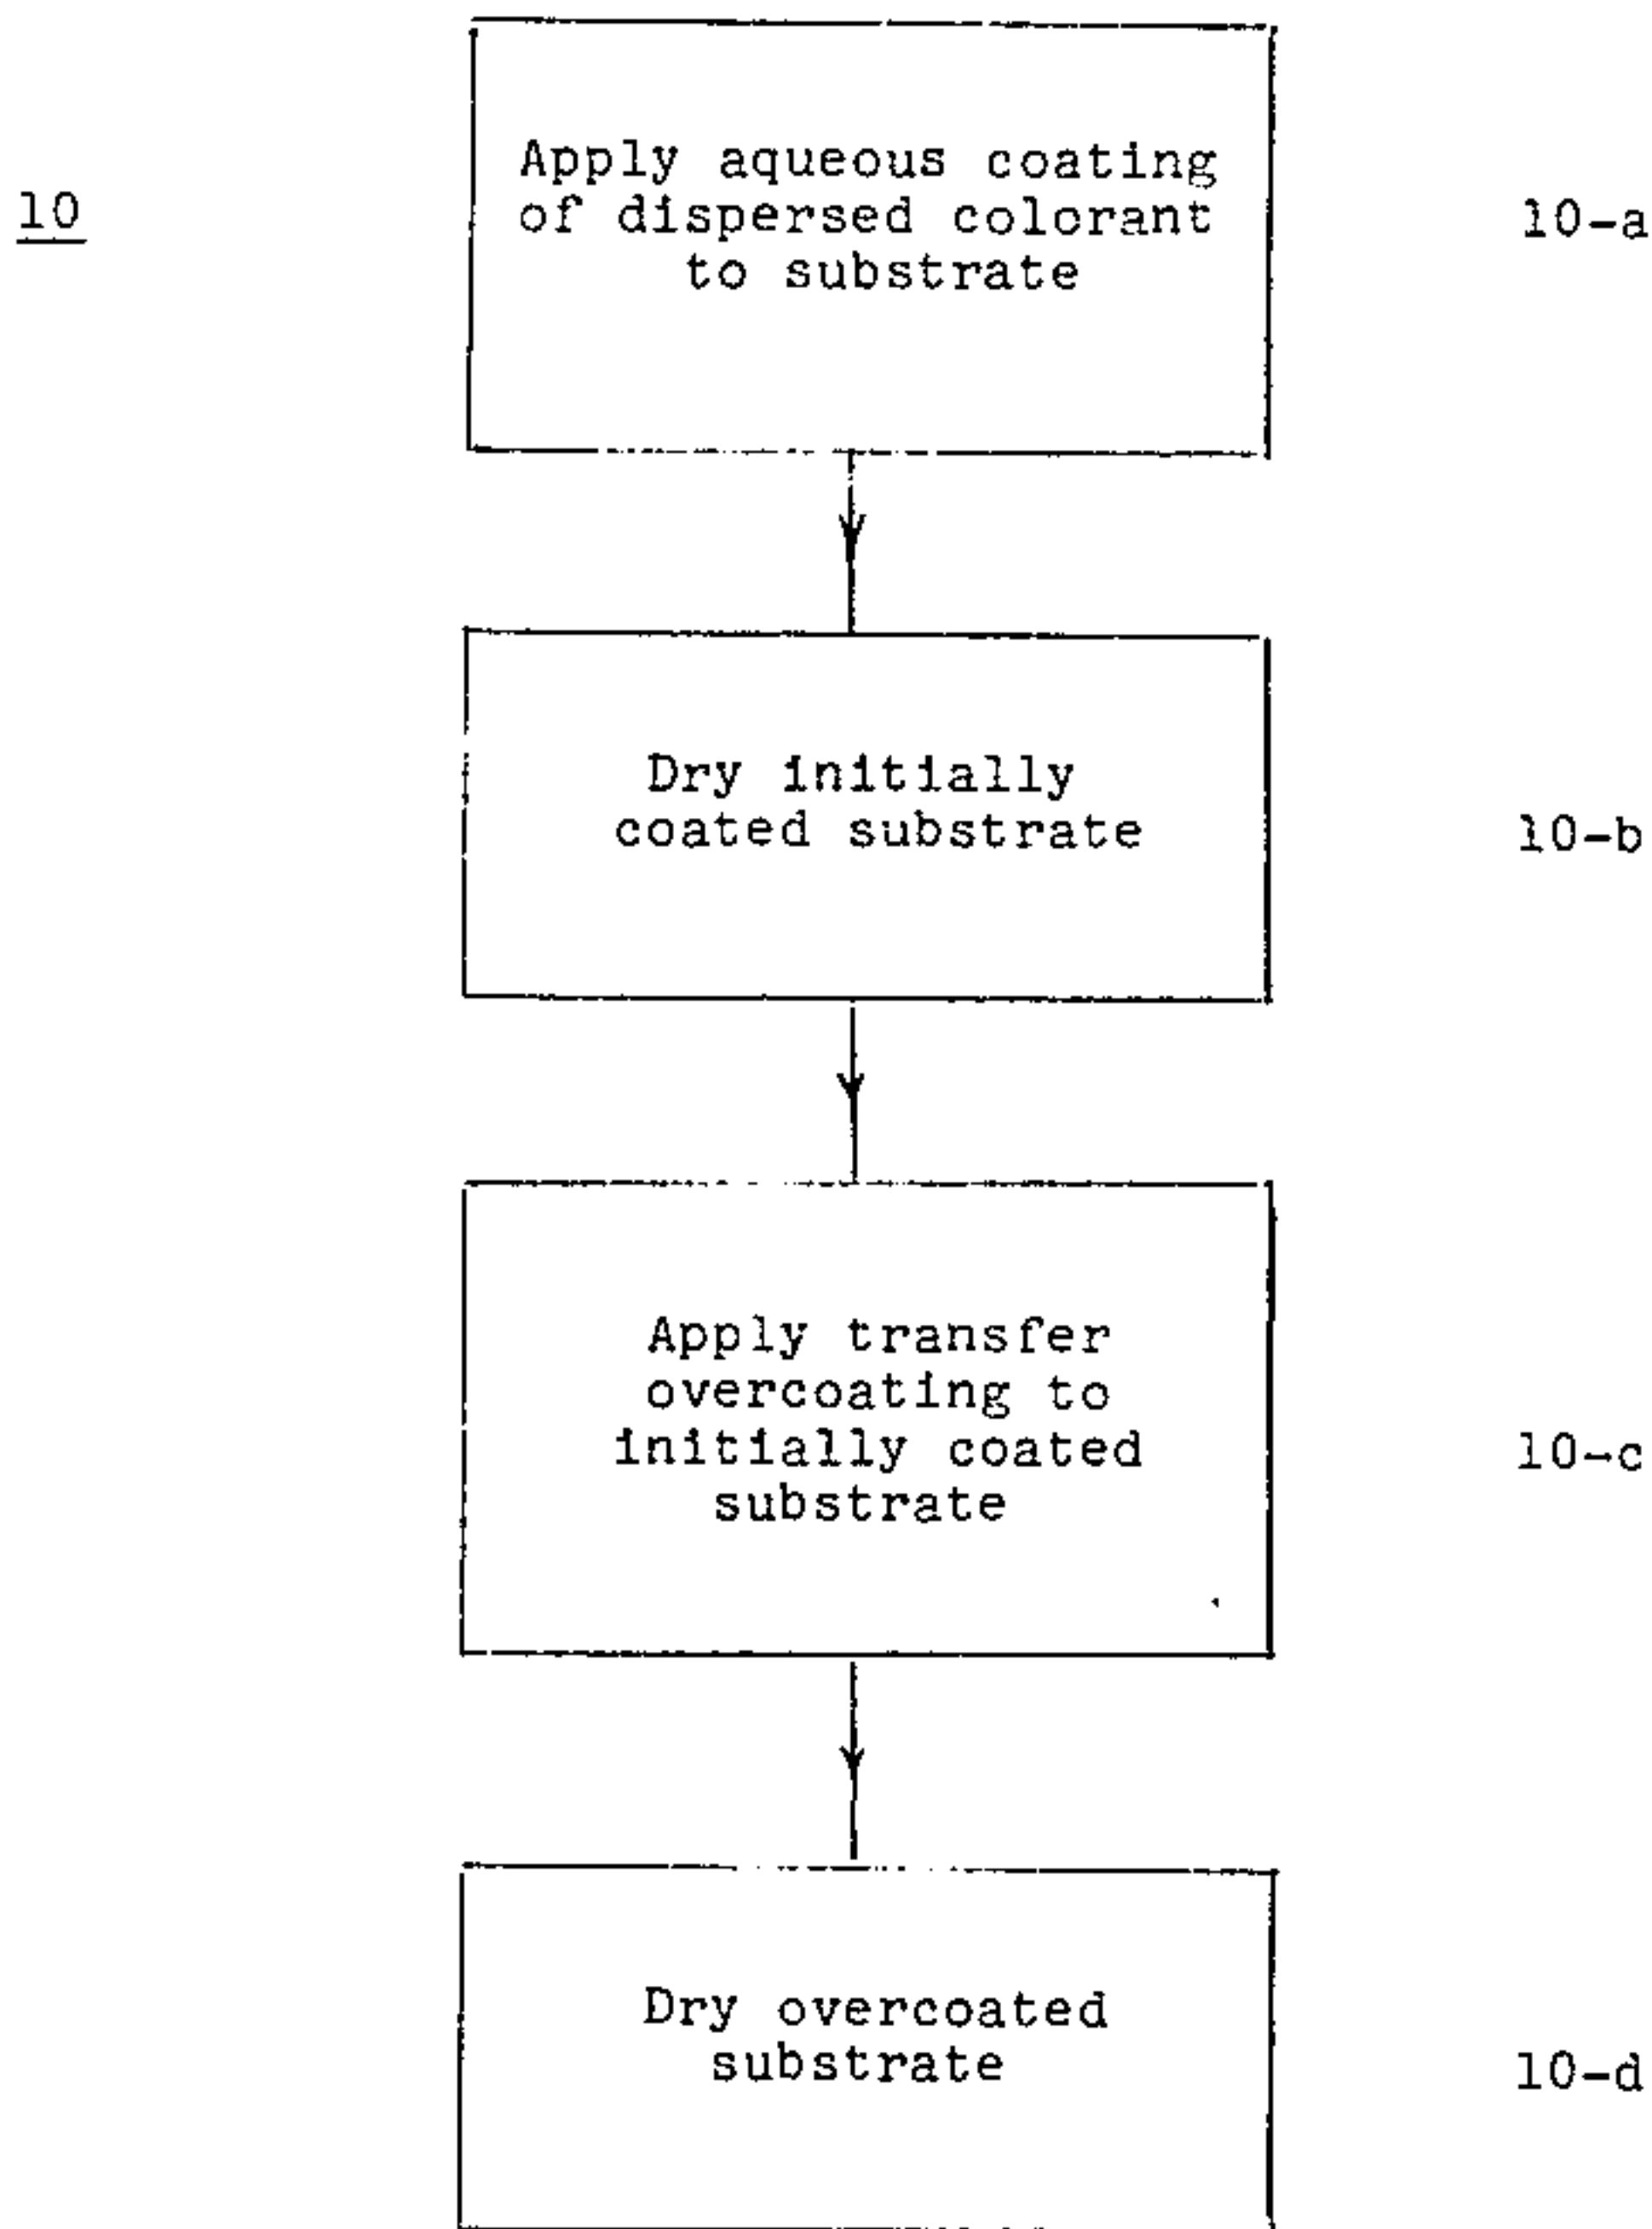 10
Apply aqueous coating
of dispersed colorant
to substrate
10-a
Dry initially
coated substrate
10-b
Apply transfer
overcoating to
initially coated
substrate
10-c
Dry overcoated
substrate
10-d